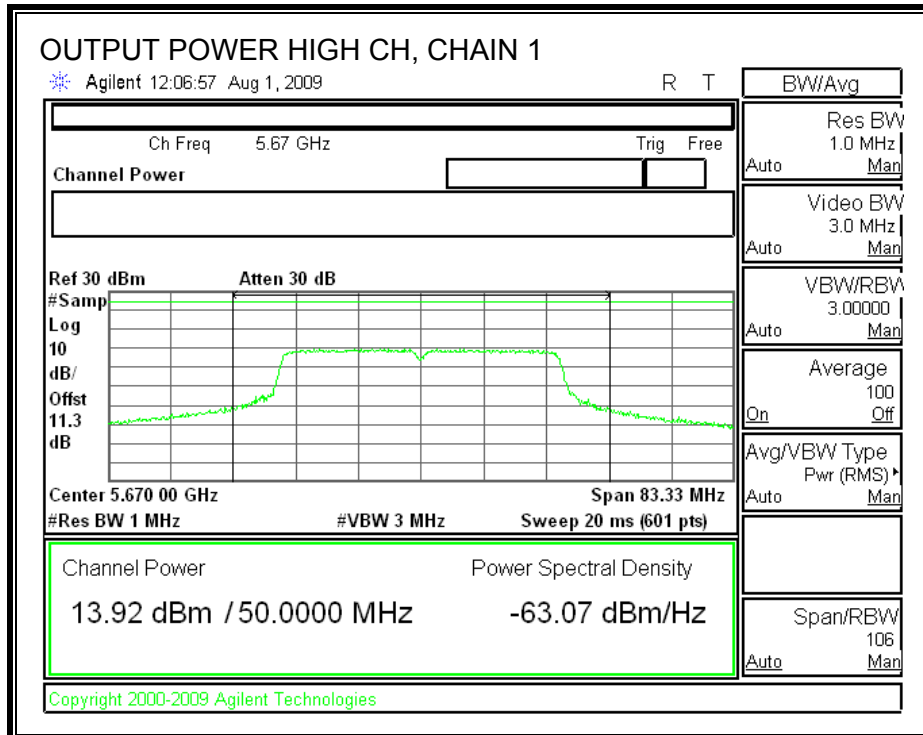 OUTPUT POWER HIGH CH, CHAIN 1
Agilent 12:06:57 Aug 1, 2009 R T
Ch Freq 5.67 GHz Trig Free
Channel Power
Ref 30 dBm Atten 30 dB
#Samp
Log
10
dB/
Offst
11.3
dB
Center 5.670 00 GHz Span 83.33 MHz
#Res BW 1 MHz #VBW 3 MHz Sweep 20 ms (601 pts)
Channel Power Power Spectral Density
13.92 dBm / 50.0000 MHz -63.07 dBm/Hz
Copyright 2000-2009 Agilent Technologies
BW/Avg
Res BW
1.0 MHz
Auto Man
Video BW
3.0 MHz
Auto Man
VBW/RBW
3.00000
Auto Man
Average
100
On Off
Avg/VBW Type
Pwr (RMS)
Auto Man
Span/RBW
106
Auto Man